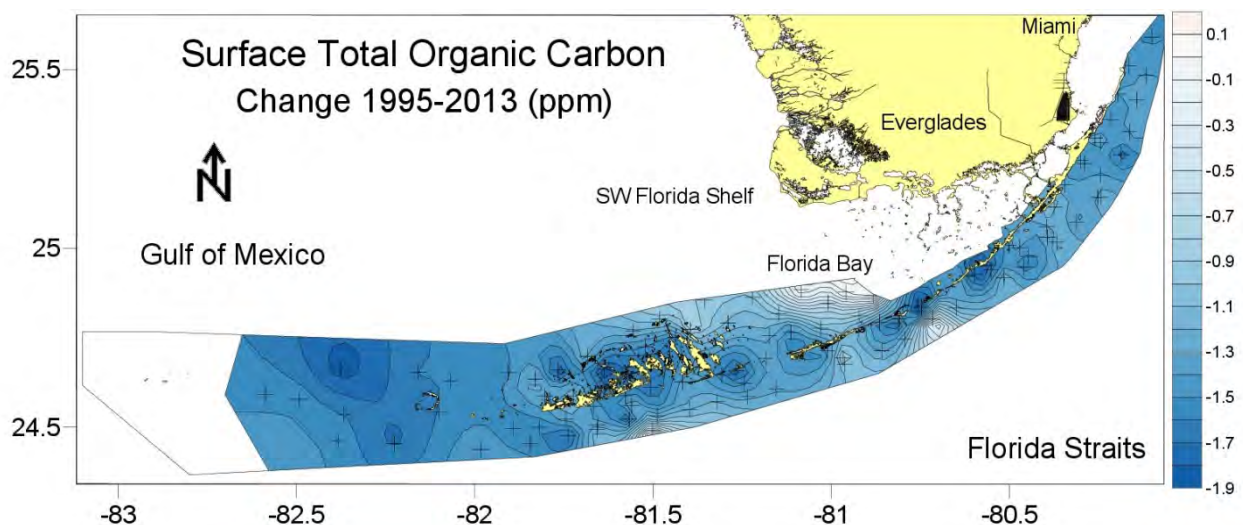 Surface Total Organic Carbon
Change 1995-2013 (ppm)
N
Miami
Everglades
SW Florida Shelf
Gulf of Mexico
Florida Bay
Florida Straits
25.5
25
24.5
-83
-82.5
-82
-81.5
-81
-80.5
0.1
-0.1
-0.3
-0.5
-0.7
-0.9
-1.1
-1.3
-1.5
-1.7
-1.9